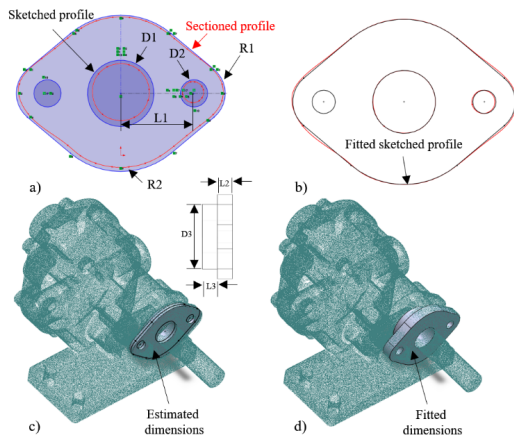 Sketched profile
Sectioned profile
D1
D2
R1
L1
R2
a)
Fitted sketched profile
b)
L2
D3
L3
Estimated
dimensions
c)
Fitted
dimensions
d)